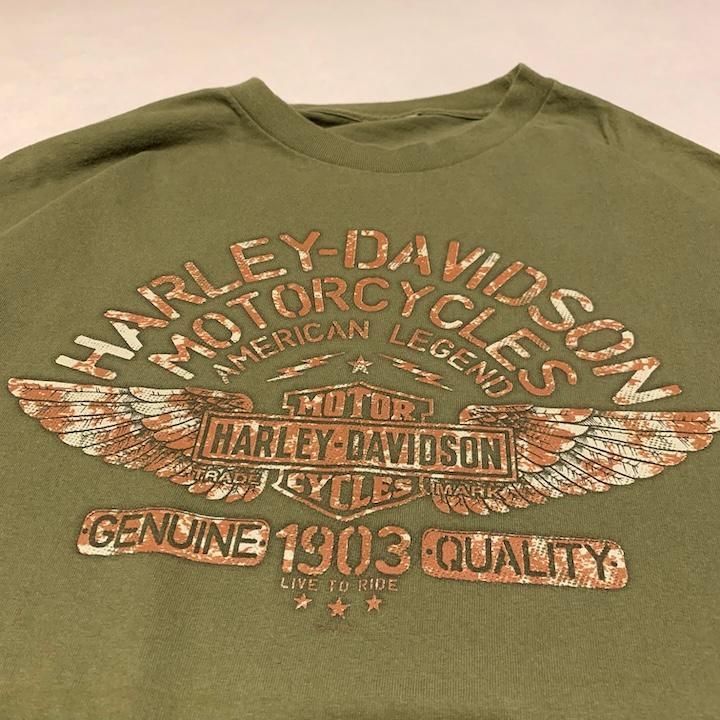 HARLEY-DAVIDSON
MOTORCYCLES
AMERICAN LEGEND
MOTOR
HARLEY-DAVIDSON
TRADE CYCLES MARK
·GENUINE· 1903 ·QUALITY·
LIVE TO RIDE